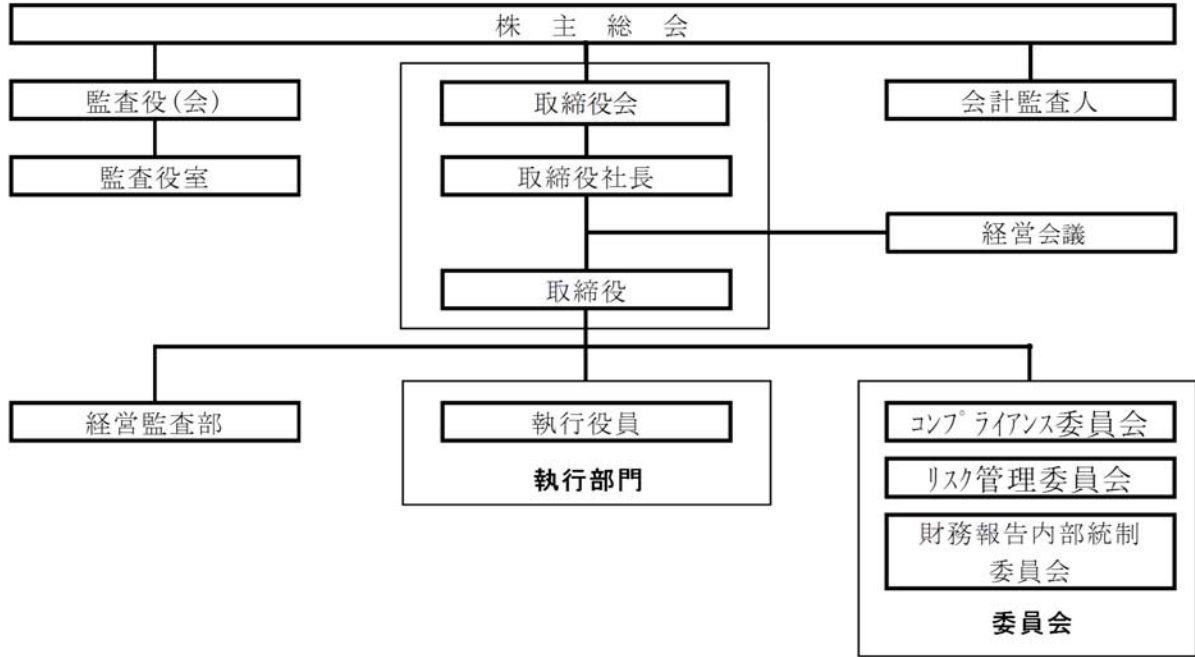 株主総会
監査役(会)
取締役会
会計監査人
監査役室
取締役社長
経営会議
取締役
経営監査部
執行役員
執行部門
ｺﾝﾌﾟﾗｲｱﾝｽ委員会
ﾘｽｸ管理委員会
財務報告内部統制
委員会
委員会